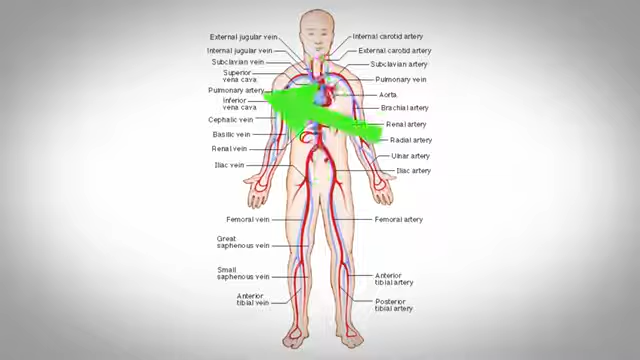 External jugular vein
Internal jugular vein
Subclavian vein
Superior
vena cava
Pulmonary artery
Inferior
vena cava
Cephalic vein
Basilic vein
Renal vein
Iliac vein
Femoral vein
Great
saphenous vein
Small
saphenous vein
Anterior
tibial vein
Internal carotid artery
External carotid artery
Subclavian artery
Pulmonary vein
Aorta
Brachial artery
Renal artery
Radial artery
Ulnar artery
Iliac artery
Femoral artery
Anterior
tibial artery
Posterior
tibial artery